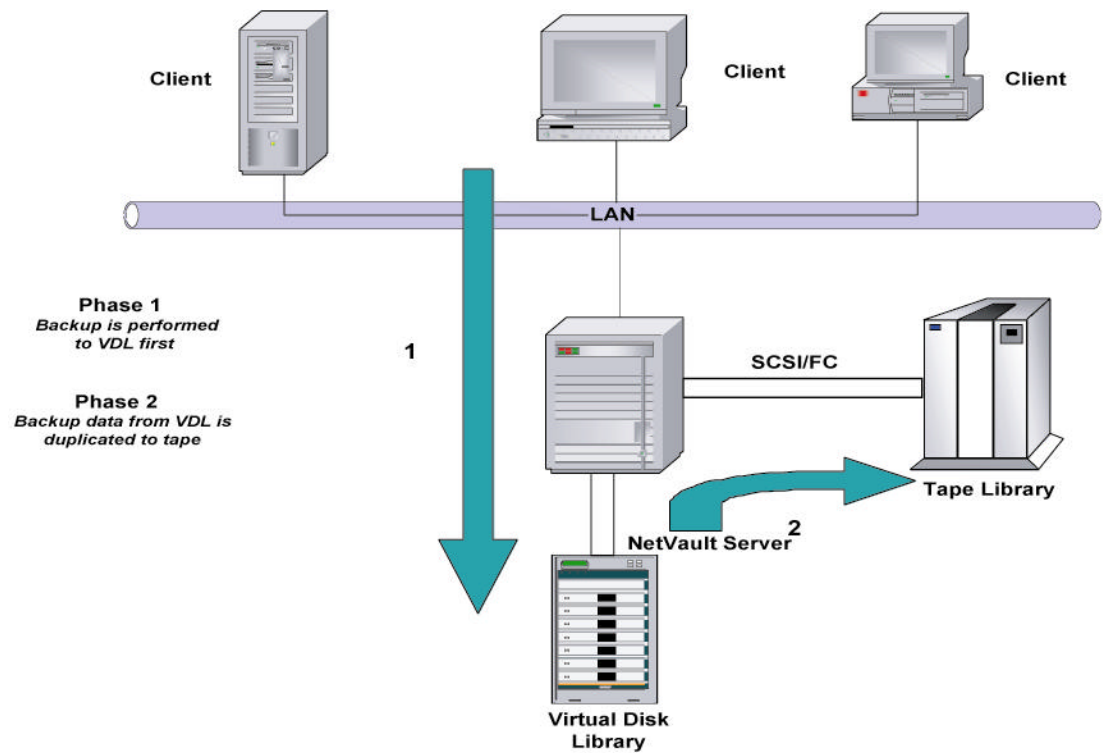 Client
Client
Client
LAN
Phase 1
Backup is performed
to VDL first
1
Phase 2
Backup data from VDL is
duplicated to tape
SCSI/FC
Tape Library
2
NetVault Server
Virtual Disk
Library